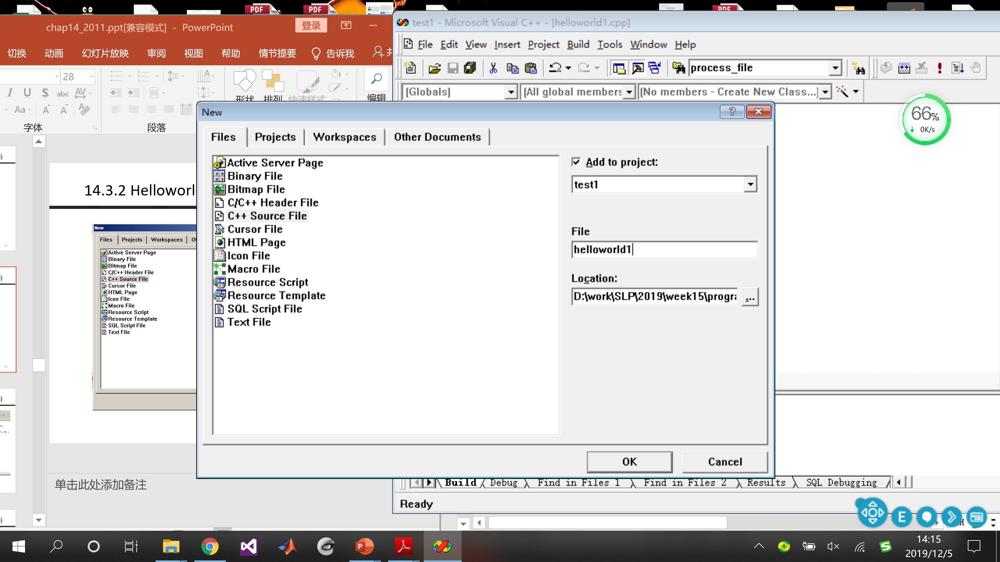 PDF
PDF
PDF
chap14_2011.ppt[兼容模式] - PowerPoint
登录
切换
动画
幻灯片放映
审阅
视图
帮助
情节提要
告诉我
28
I U S abc AV
Aa A A A
形状
排列
快速样式
编辑
字体
段落
14.3.2 Helloworl
New
Files
Projects
Workspaces
Active Server Page
Binary File
Bitmap File
C/C++ Header File
C++ Source File
Cursor File
HTML Page
Icon File
Macro File
Resource Script
Resource Template
SQL Script File
Text File
单击此处添加备注
test1 - Microsoft Visual C++ - [helloworld1.cpp]
File Edit View Insert Project Build Tools Window Help
process_file
(Globals)
(All global members
(No members - Create New Class...)
66%
0K/s
New
Files
Projects
Workspaces
Other Documents
Active Server Page
Binary File
Bitmap File
C/C++ Header File
C++ Source File
Cursor File
HTML Page
Icon File
Macro File
Resource Script
Resource Template
SQL Script File
Text File
Add to project:
test1
File
helloworld1
Location:
D:\work\SLP\2019\week15\progra
...
OK
Cancel
Build Debug Find in Files 1 Find in Files 2 Results SQL Debugging
Ready
E
14:15
2019/12/5